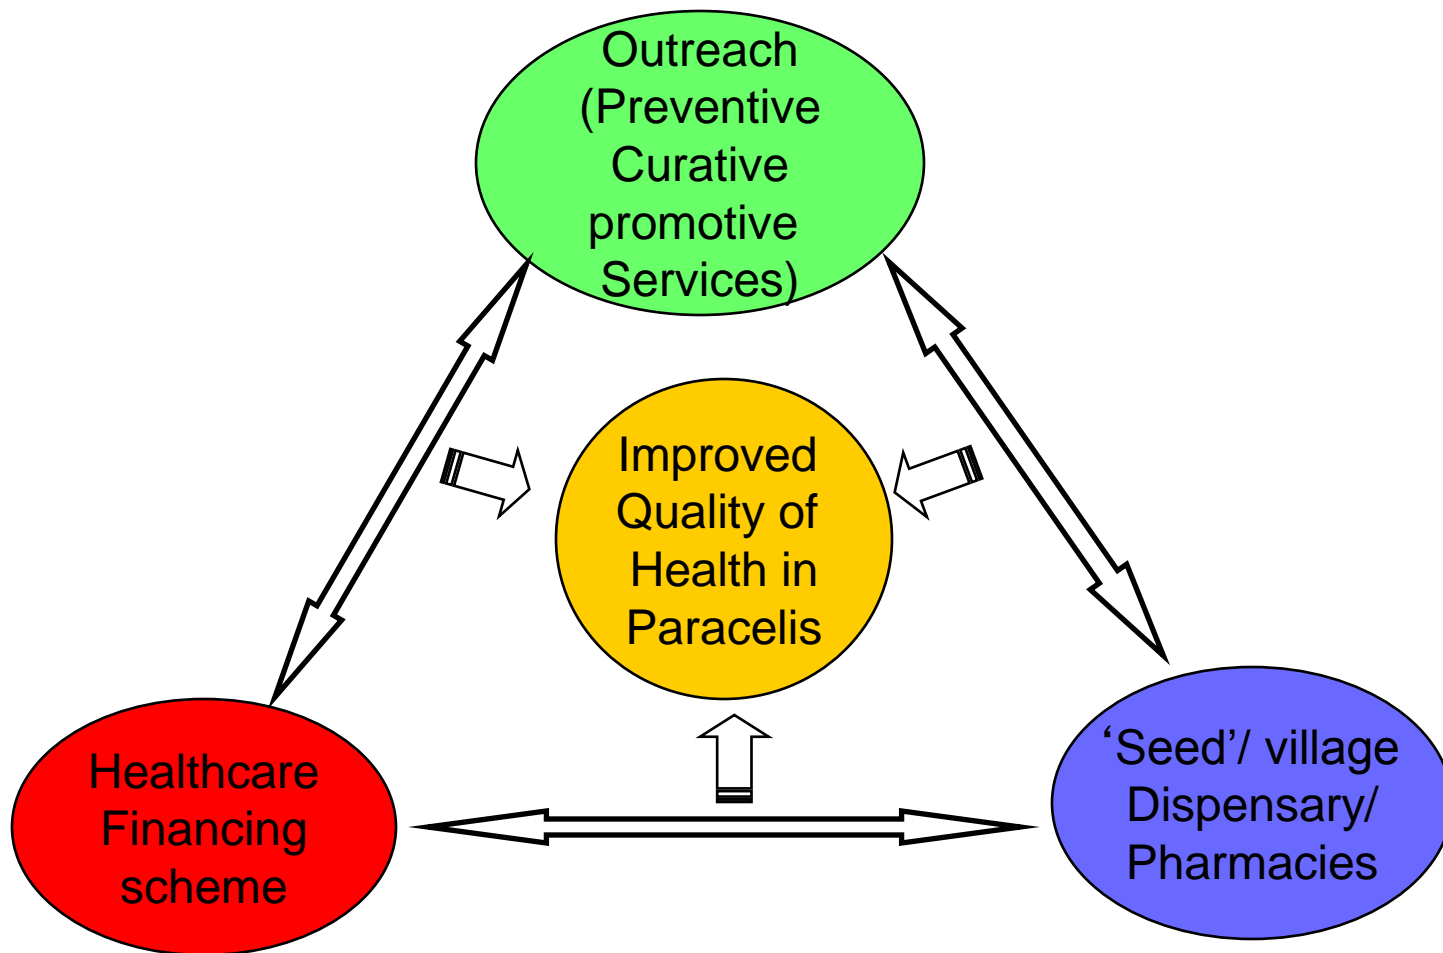 Outreach
(Preventive
Curative
promotive
Services)
Improved
Quality of
Health in
Paracelis
Healthcare
Financing
scheme
‘Seed’/ village
Dispensary/
Pharmacies